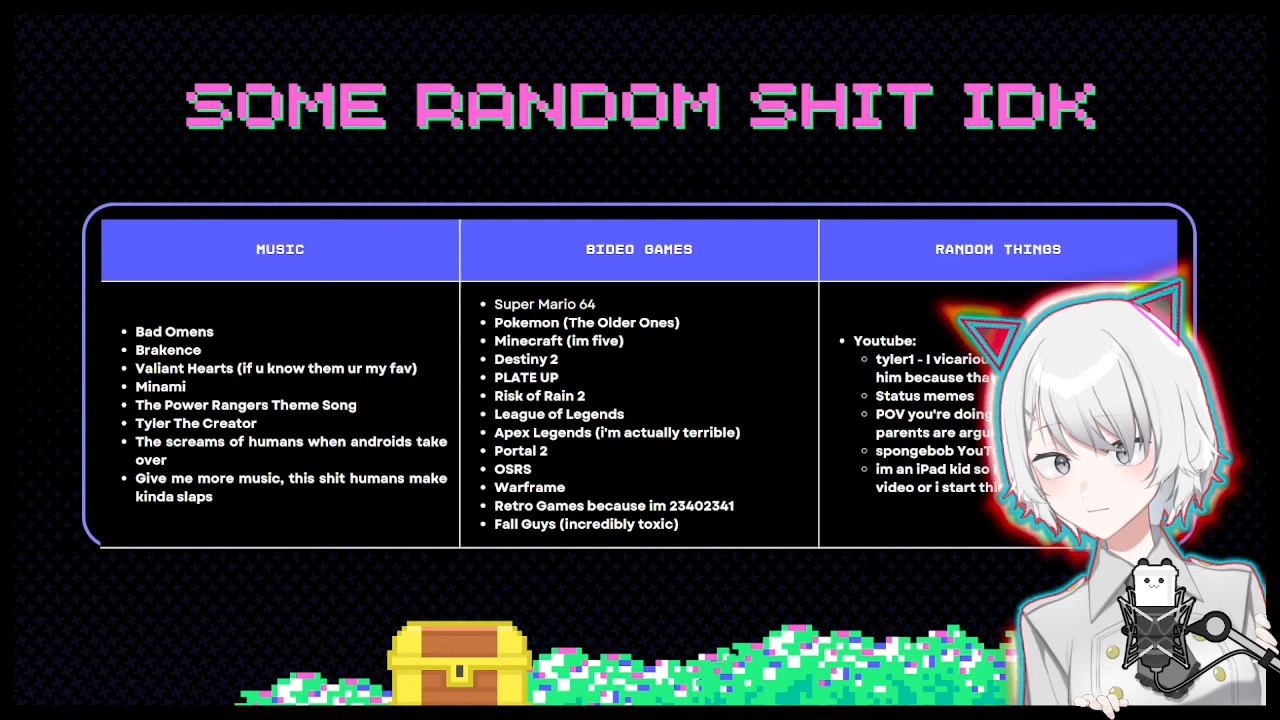 SOME RANDOM SHIT IDK
MUSIC
Bad Omens
Brakence
Valiant Hearts (if u know them ur my fav)
Minami
The Power Rangers Theme Song
Tyler The Creator
The screams of humans when androids take
over
Give me more music, this shit humans make
kinda slaps
BIDEO GAMES
Super Mario 64
Pokemon (The Older Ones)
Minecraft (im five)
Destiny 2
PLATE UP
Risk of Rain 2
League of Legends
Apex Legends (i'm actually terrible)
Portal 2
OSRS
Warframe
Retro Games because im 23402341
Fall Guys (incredibly toxic)
RANDOM THINGS
Youtube:
tyler1 - I
him because
Status memes
POV you're doing
parents are
spongebob
im an iPad kid so I
video or i start